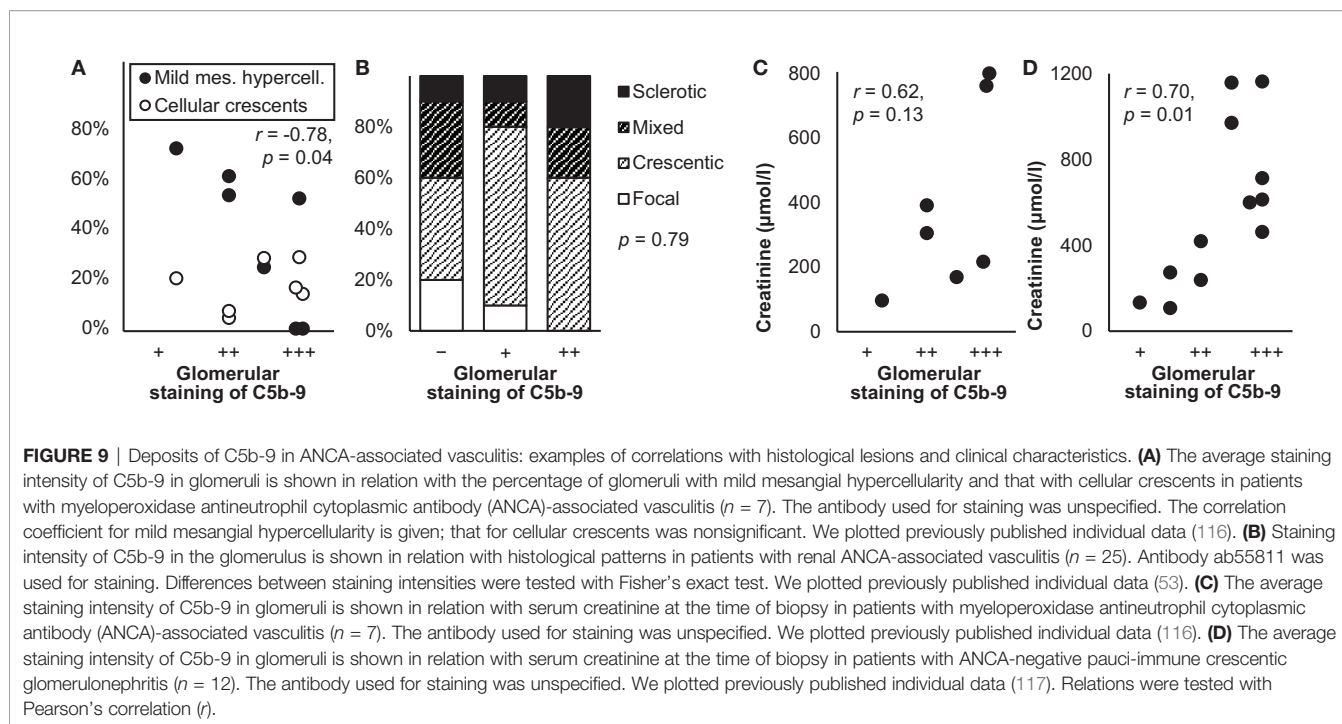 A
Mild mes. hypercell.
Cellular crescents
r = -0.78,
p = 0.04
80%
60%
40%
20%
0%
+ ++ +++
Glomerular
staining of C5b-9
B
80%
60%
40%
20%
0%
− + ++
Glomerular
staining of C5b-9
Sclerotic
Mixed
Crescentic
Focal
p = 0.79
C
Creatinine (µmol/l)
800
600
400
200
0
r = 0.62,
p = 0.13
+ ++ +++
Glomerular
staining of C5b-9
D
Creatinine (µmol/l)
1200
800
400
0
r = 0.70,
p = 0.01
+ ++ +++
Glomerular
staining of C5b-9
FIGURE 9 | Deposits of C5b-9 in ANCA-associated vasculitis: examples of correlations with histological lesions and clinical characteristics. (A) The average staining
intensity of C5b-9 in glomeruli is shown in relation with the percentage of glomeruli with mild mesangial hypercellularity and that with cellular crescents in patients
with myeloperoxidase antineutrophil cytoplasmic antibody (ANCA)-associated vasculitis (n = 7). The antibody used for staining was unspecified. The correlation
coefficient for mild mesangial hypercellularity is given; that for cellular crescents was nonsignificant. We plotted previously published individual data (116). (B) Staining
intensity of C5b-9 in the glomerulus is shown in relation with histological patterns in patients with renal ANCA-associated vasculitis (n = 25). Antibody ab55811 was
used for staining. Differences between staining intensities were tested with Fisher's exact test. We plotted previously published individual data (53). (C) The average
staining intensity of C5b-9 in glomeruli is shown in relation with serum creatinine at the time of biopsy in patients with myeloperoxidase antineutrophil cytoplasmic
antibody (ANCA)-associated vasculitis (n = 7). The antibody used for staining was unspecified. We plotted previously published individual data (116). (D) The average
staining intensity of C5b-9 in glomeruli is shown in relation with serum creatinine at the time of biopsy in patients with ANCA-negative pauci-immune crescentic
glomerulonephritis (n = 12). The antibody used for staining was unspecified. We plotted previously published individual data (117). Relations were tested with
Pearson's correlation (r).